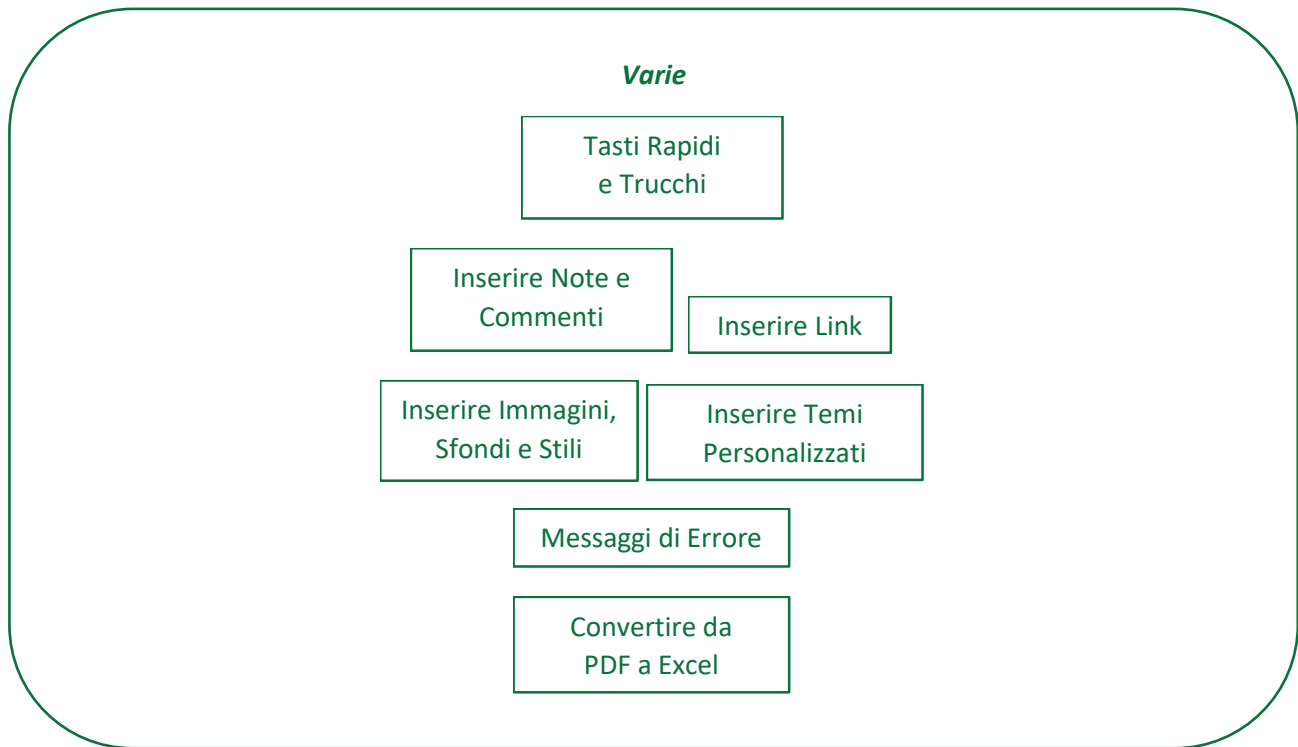 Varie
Tasti Rapidi
e Trucchi
Inserire Note e
Commenti
Inserire Link
Inserire Immagini,
Sfondi e Stili
Inserire Temi
Personalizzati
Messaggi di Errore
Convertire da
PDF a Excel